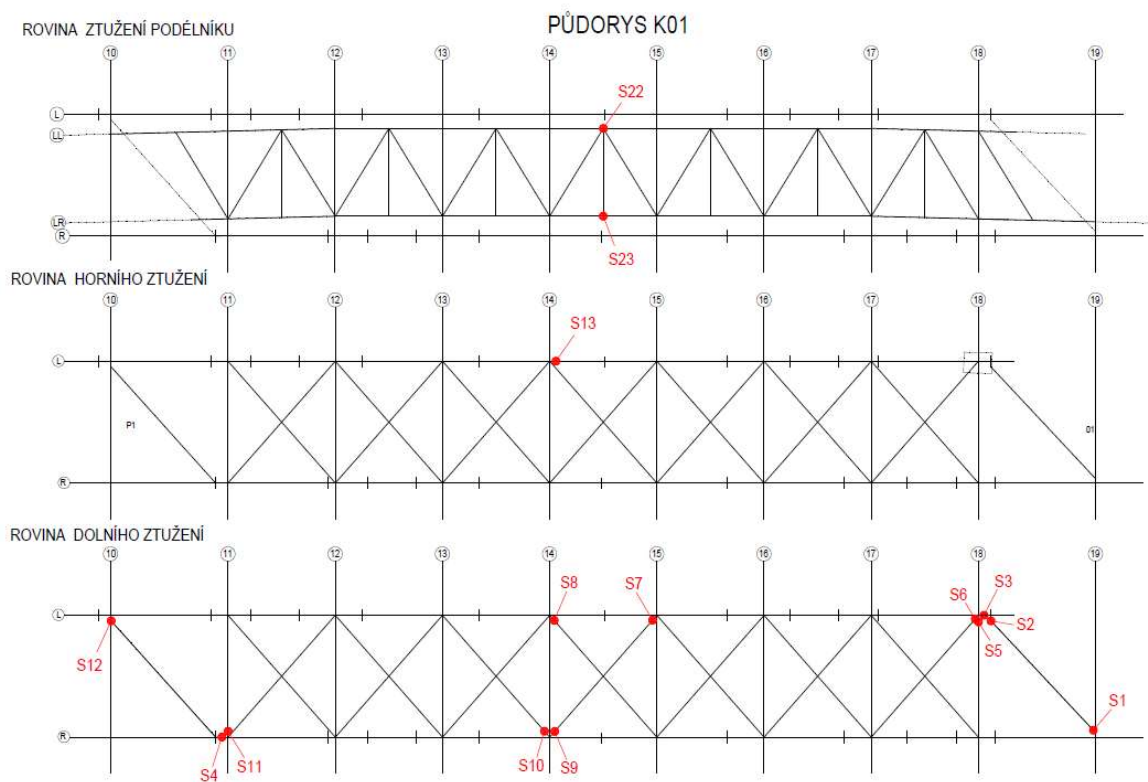 PŮDORYS K01
ROVINA ZTUŽENÍ PODÉLNÍKU
10 11 12 13 14 15 16 17 18 19
S22
L
LL
LR
R
S23
ROVINA HORNÍHO ZTUŽENÍ
10 11 12 13 14 15 16 17 18 19
S13
L
P1
01
R
ROVINA DOLNÍHO ZTUŽENÍ
10 11 12 13 14 15 16 17 18 19
S8 S7 S6 S3
L
S2
S5
S12
S1
R
S4 S11 S10 S9